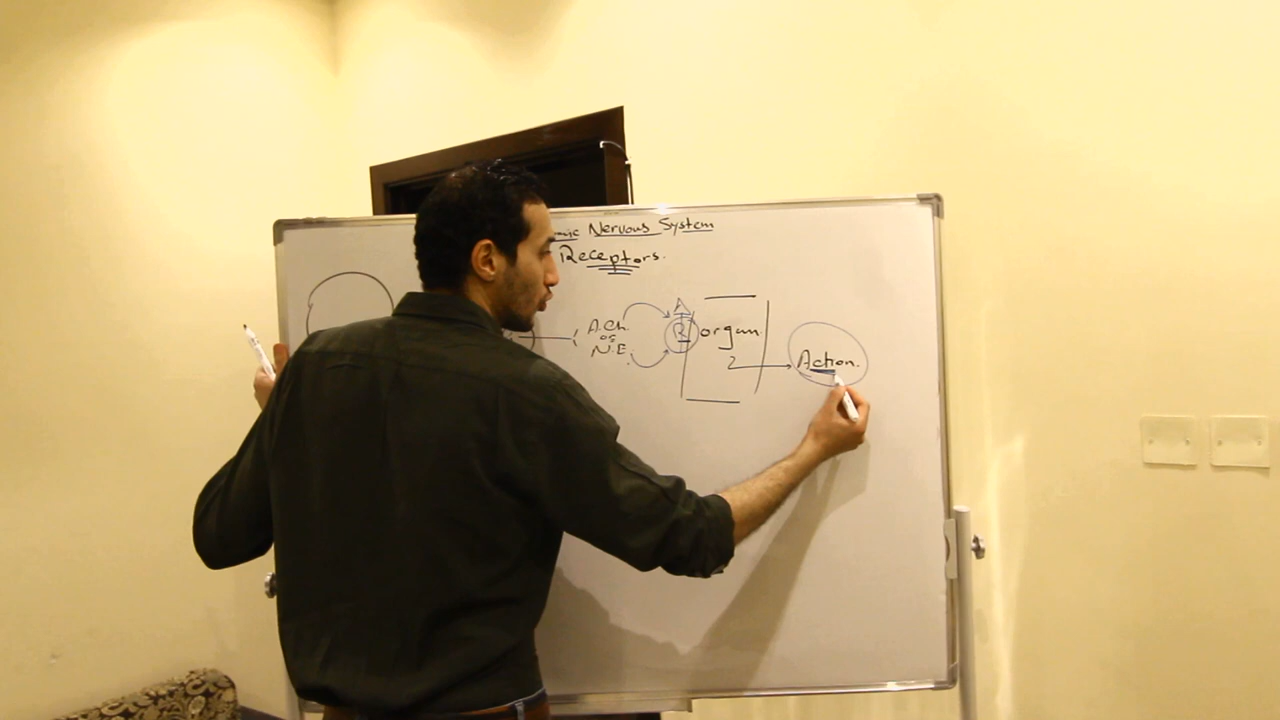 Nervous System
Receptors.
A.Ch.
or
N.E.
R
organ
Action.